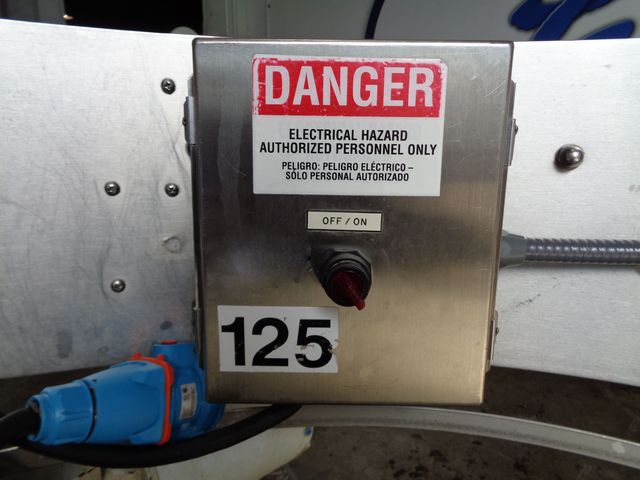 DANGER
ELECTRICAL HAZARD
AUTHORIZED PERSONNEL ONLY
PELIGRO: PELIGRO ELÉCTRICO –
SÓLO PERSONAL AUTORIZADO
OFF / ON
125